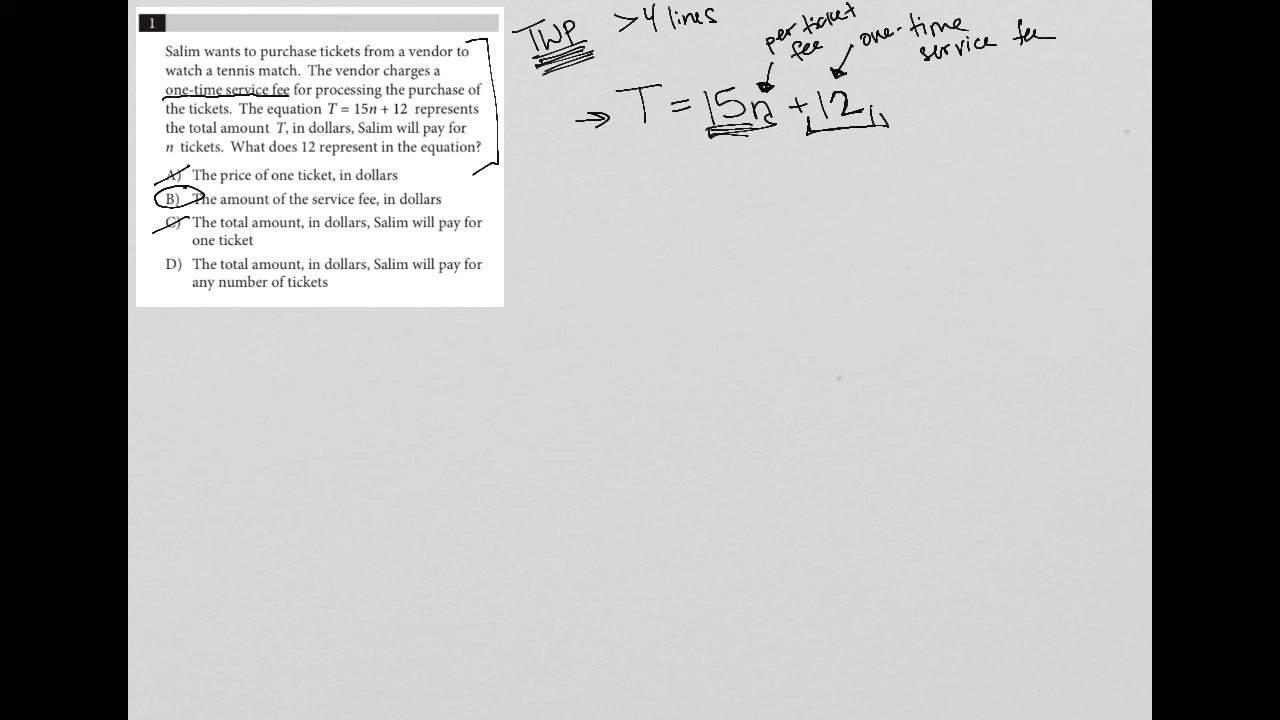 1
Salim wants to purchase tickets from a vendor to
watch a tennis match. The vendor charges a
one-time service fee for processing the purchase of
the tickets. The equation T = 15n + 12 represents
the total amount T, in dollars, Salim will pay for
n tickets. What does 12 represent in the equation?
A) The price of one ticket, in dollars
B) The amount of the service fee, in dollars
C) The total amount, in dollars, Salim will pay for
one ticket
D) The total amount, in dollars, Salim will pay for
any number of tickets
TWP >4 lines
per ticket
fee
one-time
service fee
→ T = 15n + 12